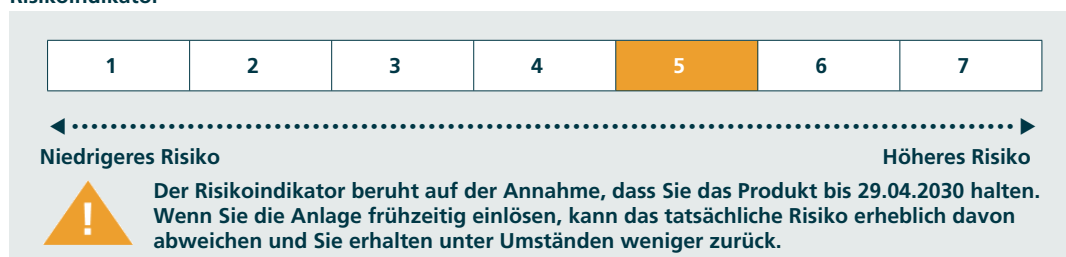 Risikoindikator
1 2 3 4 5 6 7
Niedrigeres Risiko Höheres Risiko
Der Risikoindikator beruht auf der Annahme, dass Sie das Produkt bis 29.04.2030 halten.
Wenn Sie die Anlage frühzeitig einlösen, kann das tatsächliche Risiko erheblich davon
abweichen und Sie erhalten unter Umständen weniger zurück.